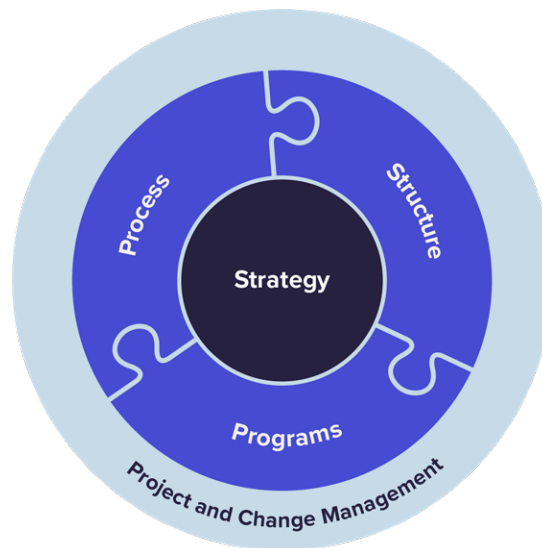 Process
Structure
Strategy
Programs
Project and Change Management